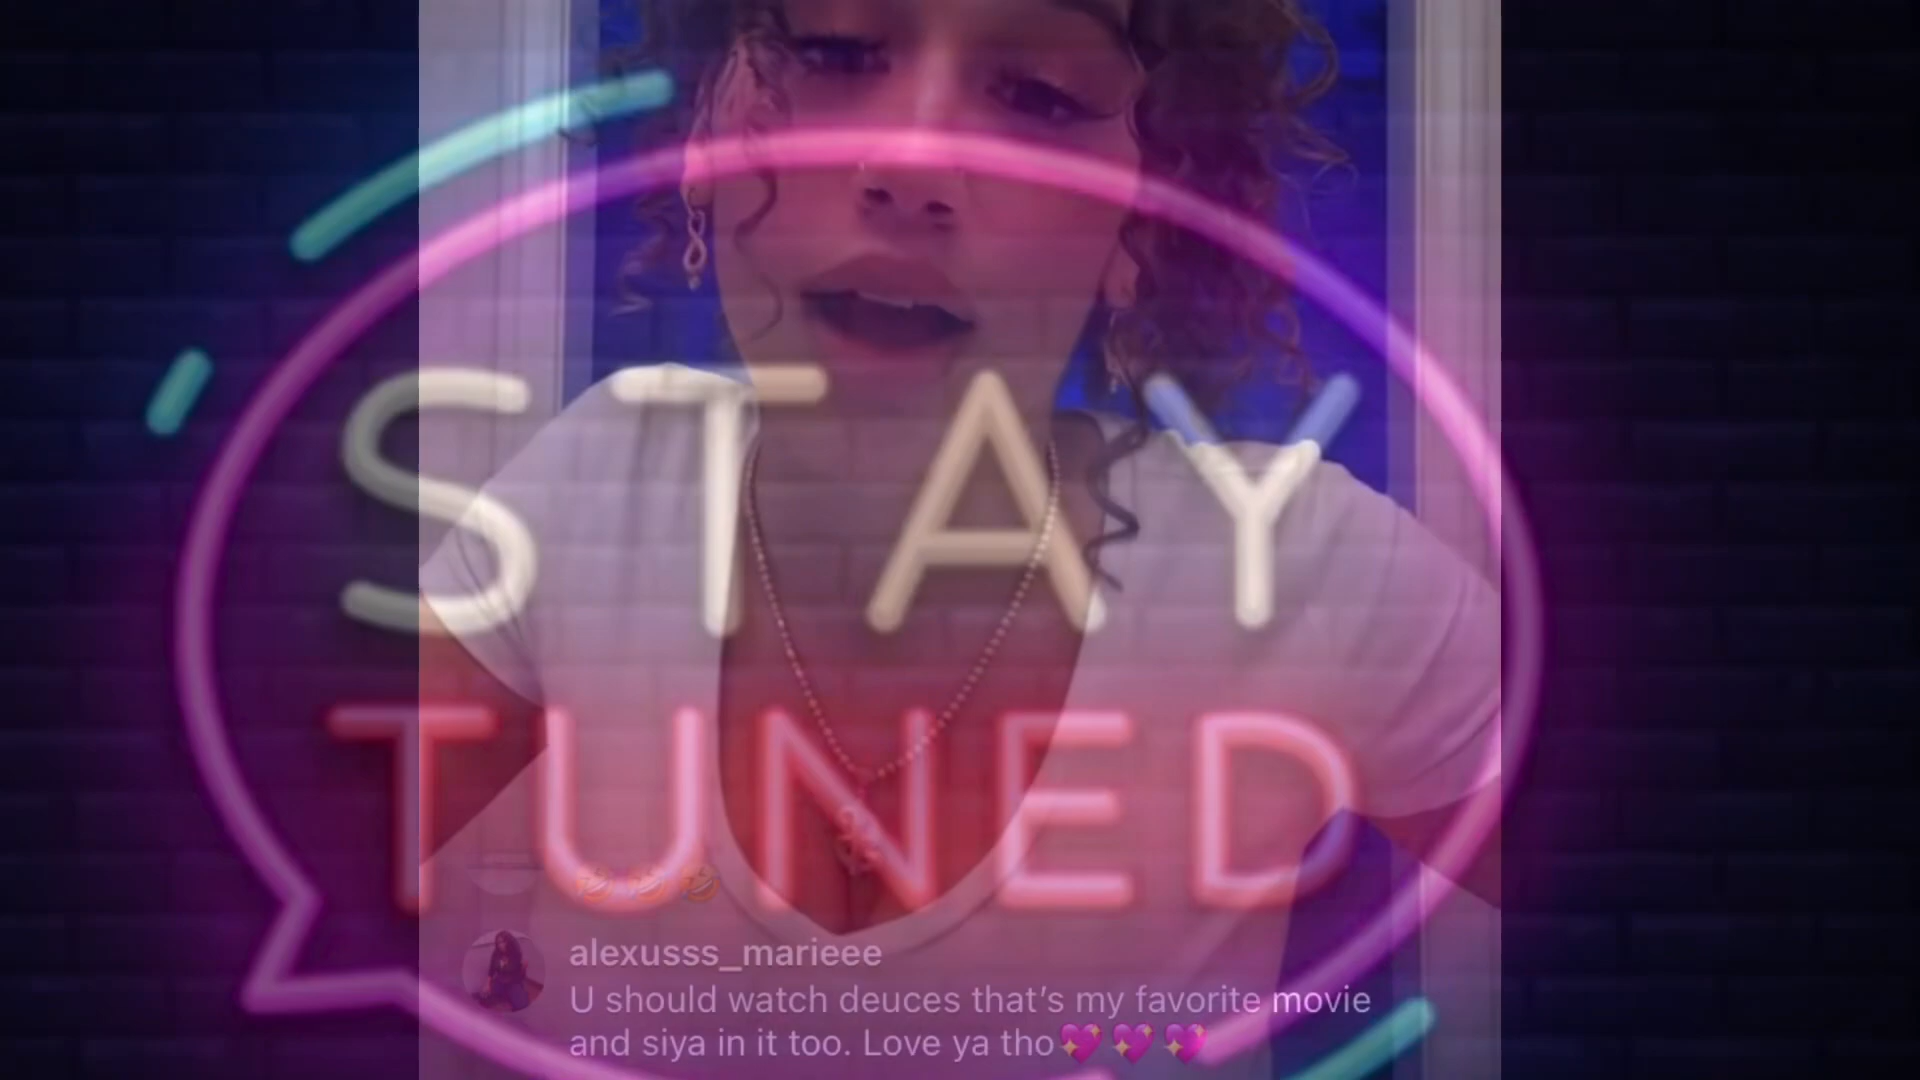 STAY
TUNED
🤣🤣🤣
alexusss_marieee
U should watch deuces that’s my favorite movie
and siya in it too. Love ya tho💖💖💖